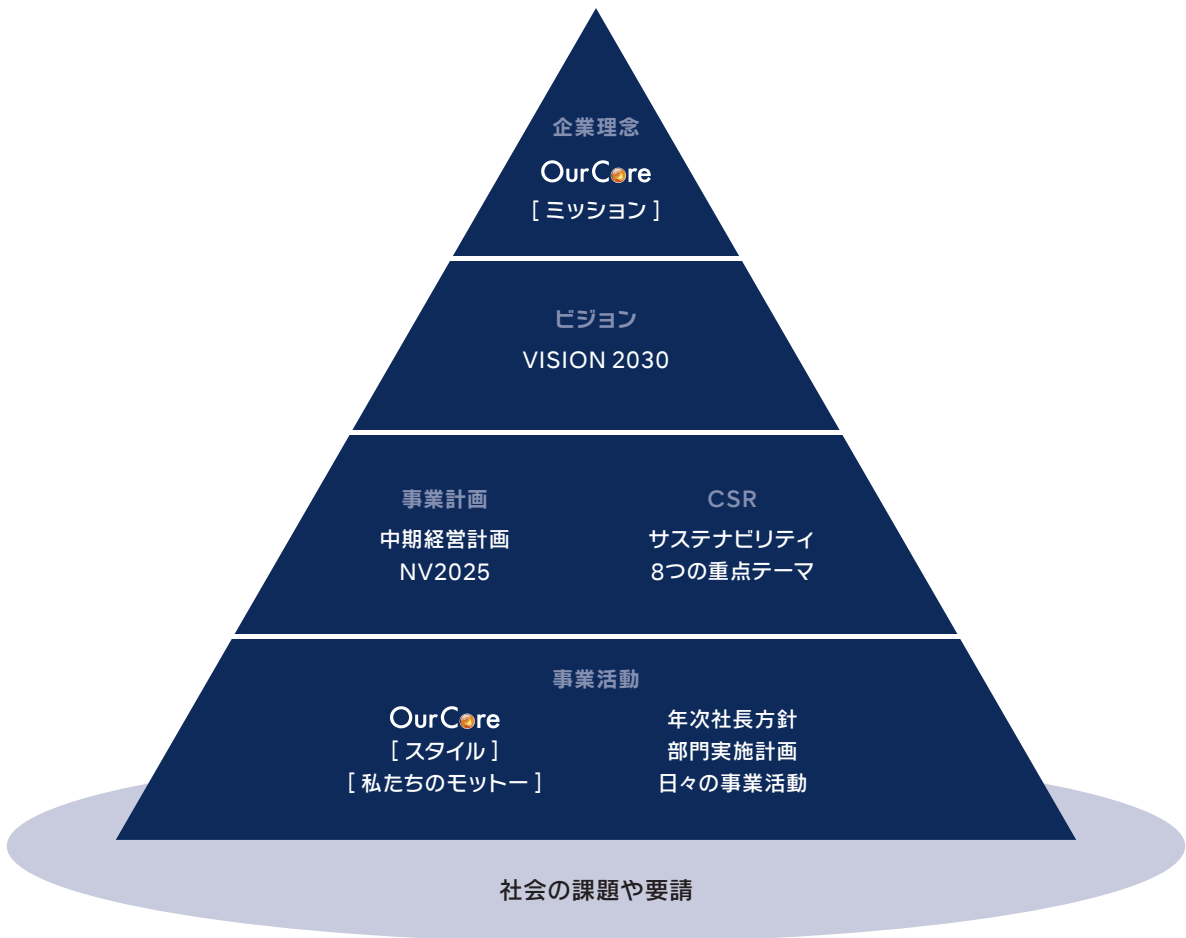 企業理念
OurCore
[ ミッション ]
ビジョン
VISION 2030
事業計画
中期経営計画
NV2025
CSR
サステナビリティ
8つの重点テーマ
事業活動
OurCore
[ スタイル ]
[ 私たちのモットー ]
年次社長方針
部門実施計画
日々の事業活動
社会の課題や要請